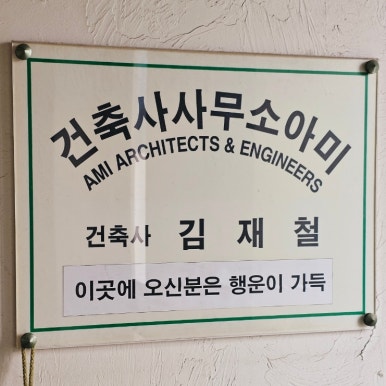 건축사사무소아미
AMI ARCHITECTS & ENGINEERS
건축사 김 재 철
이곳에 오신분은 행운이 가득